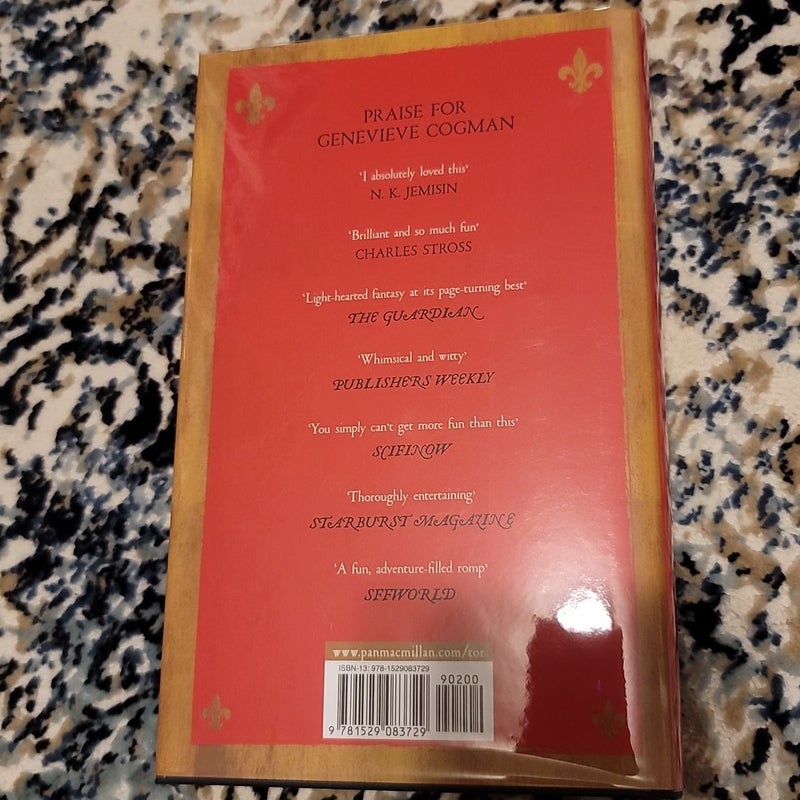 PRAISE FOR
GENEVIEVE COGMAN
'I absolutely loved this'
N. K. JEMISIN
'Brilliant and so much fun'
CHARLES STROSS
'Light-hearted fantasy at its page-turning best'
THE GUARDIAN
'Whimsical and witty'
PUBLISHERS WEEKLY
'You simply can't get more fun than this'
SCIFINOW
'Thoroughly entertaining'
STARBURST MAGAZINE
'A fun, adventure-filled romp'
SFFWORLD
www.panmacmillan.com/tor
ISBN-13: 978-1529083729
90200
9 781529 083729